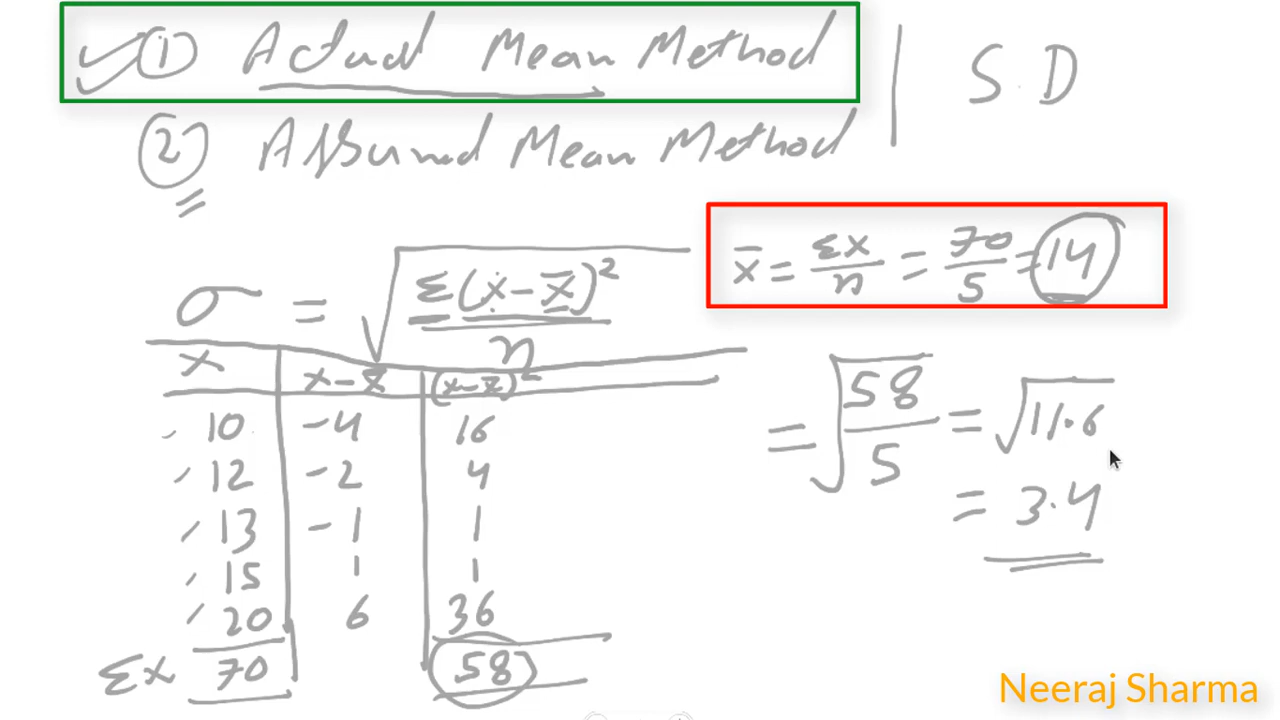 ① Actual Mean Method | S.D
② Assumed Mean Method
x̄ = Σx/n = 70/5 = 14
σ = √(Σ(x-x̄)²/n)
x | x-x̄ | (x-x̄)²
10 | -4 | 16
12 | -2 | 4
13 | -1 | 1
15 | 1 | 1
20 | 6 | 36
Σx 70 | 58
= √(58/5) = √11.6
= 3.4
Neeraj Sharma